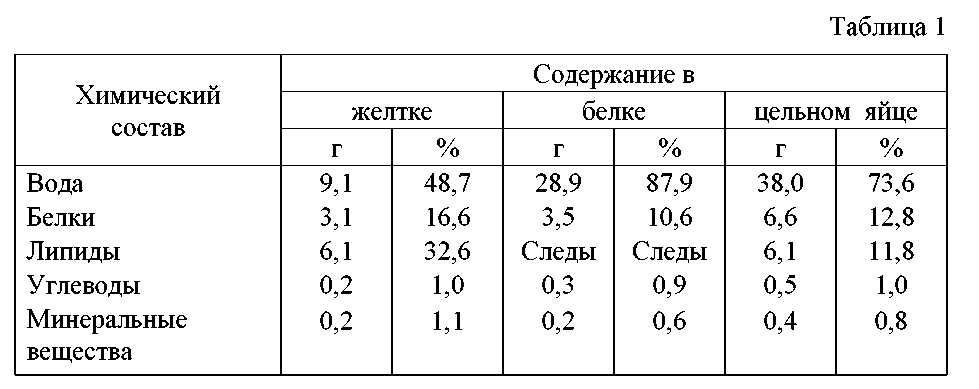 Таблица 1
Химический состав
Содержание в
желтке белке цельном яйце
г % г % г %
Вода 9,1 48,7 28,9 87,9 38,0 73,6
Белки 3,1 16,6 3,5 10,6 6,6 12,8
Липиды 6,1 32,6 Следы Следы 6,1 11,8
Углеводы 0,2 1,0 0,3 0,9 0,5 1,0
Минеральные 0,2 1,1 0,2 0,6 0,4 0,8
вещества